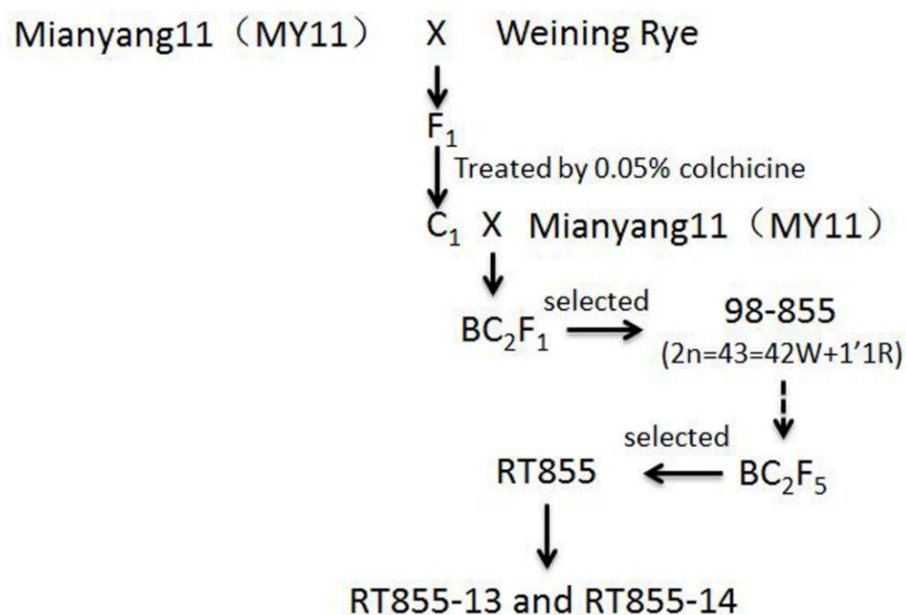 Mianyang11（MY11） X Weining Rye
F₁
Treated by 0.05% colchicine
C₁ X Mianyang11（MY11）
BC₂F₁ selected 98-855
(2n=43=42W+1'1R)
RT855 selected BC₂F₅
RT855-13 and RT855-14